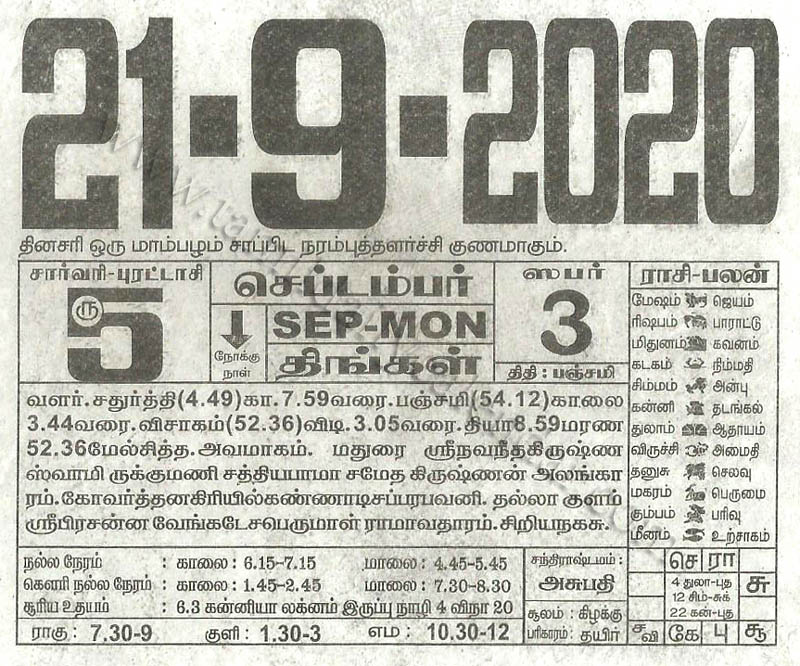 21-9-2020
தினசரி ஒரு மாம்பழம் சாப்பிட நரம்புத்தளர்ச்சி குணமாகும்.
சார்வரி-புரட்டாசி
௫
5
செப்டம்பர்
நோக்கு
நாள்
SEP-MON
திங்கள்
ஸபர்
3
திதி: பஞ்சமி
ராசி-பலன்
மேஷம் ஜெயம்
ரிஷபம் பாராட்டு
மிதுனம் கவனம்
கடகம் நிம்மதி
சிம்மம் அன்பு
கன்னி தடங்கல்
துலாம் ஆதாயம்
விருச்சி அமைதி
தனுசு செலவு
மகரம் பெருமை
கும்பம் பரிவு
மீனம் உற்சாகம்
வளர்.சதுர்த்தி(4.49)கா.7.59வரை.பஞ்சமி(54.12)காலை
3.44வரை.விசாகம்(52.36)விடி.3.05வரை.தியா8.59மரண
52.36மேல்சித்த.அவமாகம். மதுரை ஸ்ரீநவநீதகிருஷ்ண
ஸ்வாமி ருக்குமணி சத்தியபாமா சமேத கிருஷ்ணன் அலங்கா
ரம்.கோவர்த்தனகிரியில்கண்ணாடிசப்பரபவனி. தல்லா குளம்
ஸ்ரீபிரசன்ன வேங்கடேசபெருமாள் ராமாவதாரம்.சிறியநகசு.
நல்ல நேரம் : காலை: 6.15-7.15 மாலை: 4.45-5.45
கௌரி நல்ல நேரம் : காலை: 1.45-2.45 மாலை: 7.30-8.30
சூரிய உதயம் : 6.3 கன்னியா லக்னம் இருப்பு நாழி 4 விநா 20
ராகு: 7.30-9 குளி: 1.30-3 எம: 10.30-12
சந்திராஷ்டமம்:
அசுபதி
சூலம்: கிழக்கு
பரிகாரம்: தயிர்
செ ரா
4 துலா-புத
12 சிம்-சுக்
22 கன்-புத
சு
ச
வி
கே பு சூ